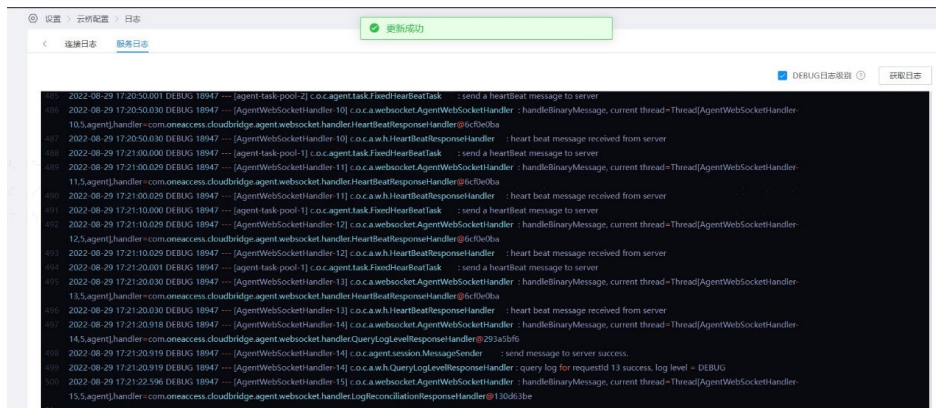 设置 > 云桥配置 > 日志
更新成功
连接日志 服务日志
DEBUG日志级别 获取日志
485 2022-08-29 17:20:50.001 DEBUG 18947 --- [agent-task-pool-2] c.o.c.agent.task.FixedHearBeatTask : send a heartBeat message to server
486 2022-08-29 17:20:50.030 DEBUG 18947 --- [AgentWebSocketHandler-10] c.o.c.a.websocket.AgentWebSocketHandler : handleBinaryMessage, current thread=Thread[AgentWebSocketHandler-
10,5,agent],handler=com.oneaccess.cloudbridge.agent.websocket.handler.HeartBeatResponseHandler@6cf0e0ba
487 2022-08-29 17:20:50.030 DEBUG 18947 --- [AgentWebSocketHandler-10] c.o.c.a.w.h.HeartBeatResponseHandler : heart beat message received from server
488 2022-08-29 17:21:00.000 DEBUG 18947 --- [agent-task-pool-1] c.o.c.agent.task.FixedHearBeatTask : send a heartBeat message to server
489 2022-08-29 17:21:00.029 DEBUG 18947 --- [AgentWebSocketHandler-11] c.o.c.a.websocket.AgentWebSocketHandler : handleBinaryMessage, current thread=Thread[AgentWebSocketHandler-
11,5,agent],handler=com.oneaccess.cloudbridge.agent.websocket.handler.HeartBeatResponseHandler@6cf0e0ba
490 2022-08-29 17:21:00.029 DEBUG 18947 --- [AgentWebSocketHandler-11] c.o.c.a.w.h.HeartBeatResponseHandler : heart beat message received from server
491 2022-08-29 17:21:10.000 DEBUG 18947 --- [agent-task-pool-1] c.o.c.agent.task.FixedHearBeatTask : send a heartBeat message to server
492 2022-08-29 17:21:10.029 DEBUG 18947 --- [AgentWebSocketHandler-12] c.o.c.a.websocket.AgentWebSocketHandler : handleBinaryMessage, current thread=Thread[AgentWebSocketHandler-
12,5,agent],handler=com.oneaccess.cloudbridge.agent.websocket.handler.HeartBeatResponseHandler@6cf0e0ba
493 2022-08-29 17:21:10.029 DEBUG 18947 --- [AgentWebSocketHandler-12] c.o.c.a.w.h.HeartBeatResponseHandler : heart beat message received from server
494 2022-08-29 17:21:20.001 DEBUG 18947 --- [agent-task-pool-1] c.o.c.agent.task.FixedHearBeatTask : send a heartBeat message to server
495 2022-08-29 17:21:20.030 DEBUG 18947 --- [AgentWebSocketHandler-13] c.o.c.a.websocket.AgentWebSocketHandler : handleBinaryMessage, current thread=Thread[AgentWebSocketHandler-
13,5,agent],handler=com.oneaccess.cloudbridge.agent.websocket.handler.HeartBeatResponseHandler@6cf0e0ba
496 2022-08-29 17:21:20.030 DEBUG 18947 --- [AgentWebSocketHandler-13] c.o.c.a.w.h.HeartBeatResponseHandler : heart beat message received from server
497 2022-08-29 17:21:20.918 DEBUG 18947 --- [AgentWebSocketHandler-14] c.o.c.a.websocket.AgentWebSocketHandler : handleBinaryMessage, current thread=Thread[AgentWebSocketHandler-
14,5,agent],handler=com.oneaccess.cloudbridge.agent.websocket.handler.QueryLogLevelResponseHandler@293a5bf6
498 2022-08-29 17:21:20.919 DEBUG 18947 --- [AgentWebSocketHandler-14] c.o.c.agent.session.MessageSender : send message to server success.
499 2022-08-29 17:21:20.919 DEBUG 18947 --- [AgentWebSocketHandler-14] c.o.c.a.w.h.QueryLogLevelResponseHandler : query log for requestId 13 success, log level = DEBUG
500 2022-08-29 17:21:22.596 DEBUG 18947 --- [AgentWebSocketHandler-15] c.o.c.a.websocket.AgentWebSocketHandler : handleBinaryMessage, current thread=Thread[AgentWebSocketHandler-
15,5,agent],handler=com.oneaccess.cloudbridge.agent.websocket.handler.LogReconciliationResponseHandler@130d63be